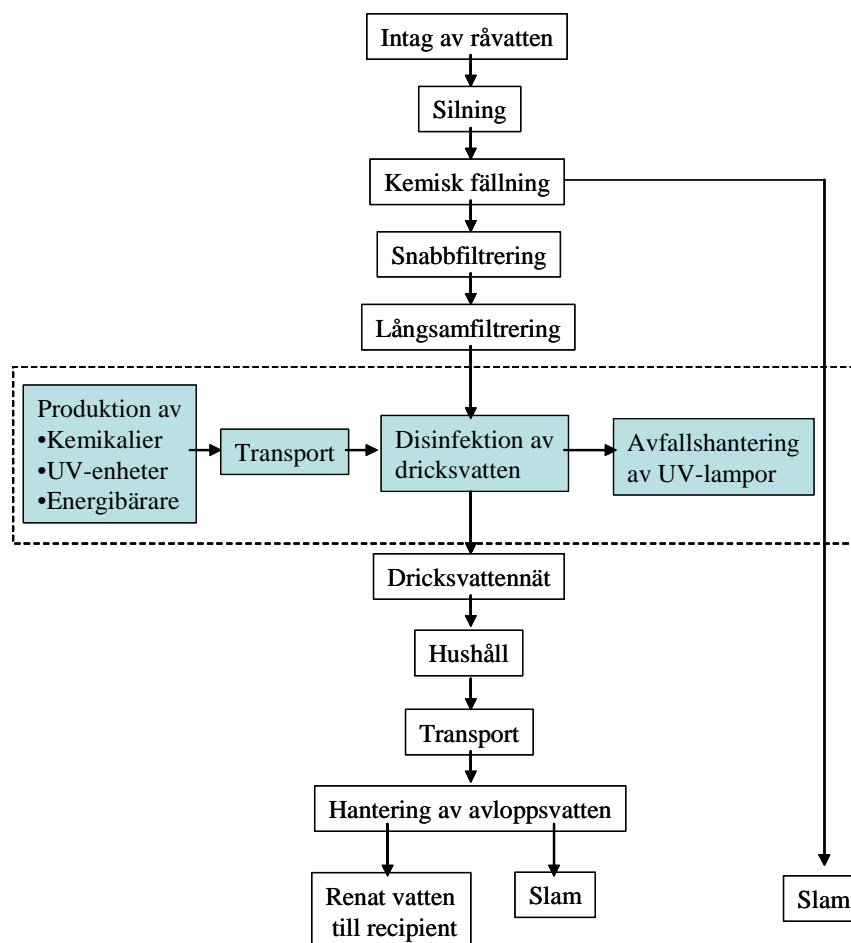 Intag av råvatten
Silning
Kemisk fällning
Snabbfiltrering
Långsamfiltrering
Produktion av
•Kemikalier
•UV-enheter
•Energibärare
Transport
Disinfektion av
dricksvatten
Avfallshantering
av UV-lampor
Dricksvattennät
Hushåll
Transport
Hantering av avloppsvatten
Renat vatten
till recipient
Slam
Slam